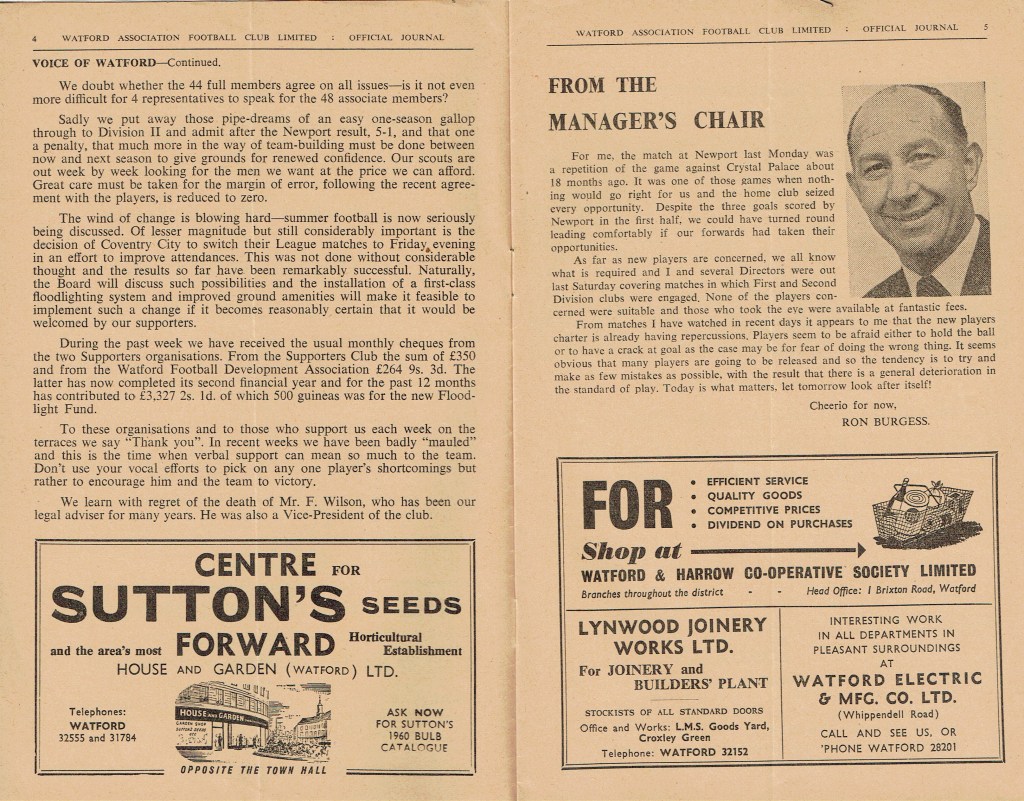 4 WATFORD ASSOCIATION FOOTBALL CLUB LIMITED : OFFICIAL JOURNAL
VOICE OF WATFORD—Continued.
We doubt whether the 44 full members agree on all issues—is it not even
more difficult for 4 representatives to speak for the 48 associate members?
Sadly we put away those pipe-dreams of an easy one-season gallop
through to Division II and admit after the Newport result, 5-1, and that one
a penalty, that much more in the way of team-building must be done between
now and next season to give grounds for renewed confidence. Our scouts are
out week by week looking for the men we want at the price we can afford.
Great care must be taken for the margin of error, following the recent agree-
ment with the players, is reduced to zero.
The wind of change is blowing hard—summer football is now seriously
being discussed. Of lesser magnitude but still considerably important is the
decision of Coventry City to switch their League matches to Friday evening
in an effort to improve attendances. This was not done without considerable
thought and the results so far have been remarkably successful. Naturally,
the Board will discuss such possibilities and the installation of a first-class
floodlighting system and improved ground amenities will make it feasible to
implement such a change if it becomes reasonably certain that it would be
welcomed by our supporters.
During the past week we have received the usual monthly cheques from
the two Supporters organisations. From the Supporters Club the sum of £350
and from the Watford Football Development Association £264 9s. 3d. The
latter has now completed its second financial year and for the past 12 months
has contributed to £3,327 2s. 1d. of which 500 guineas was for the new Flood-
light Fund.
To these organisations and to those who support us each week on the
terraces we say "Thank you". In recent weeks we have been badly "mauled"
and this is the time when verbal support can mean so much to the team.
Don't use your vocal efforts to pick on any one player's shortcomings but
rather to encourage him and the team to victory.
We learn with regret of the death of Mr. F. Wilson, who has been our
legal adviser for many years. He was also a Vice-President of the club.
CENTRE FOR
SUTTON'S SEEDS
and the area's most FORWARD Horticultural Establishment
HOUSE AND GARDEN (WATFORD) LTD.
Telephones:
WATFORD
32555 and 31784
HOUSE AND GARDEN
GARDEN SHOP
SUTTONS SEEDS
ASK NOW
FOR SUTTON'S
1960 BULB
CATALOGUE
OPPOSITE THE TOWN HALL
WATFORD ASSOCIATION FOOTBALL CLUB LIMITED : OFFICIAL JOURNAL 5
FROM THE
MANAGER'S CHAIR
For me, the match at Newport last Monday was
a repetition of the game against Crystal Palace about
18 months ago. It was one of those games when noth-
ing would go right for us and the home club seized
every opportunity. Despite the three goals scored by
Newport in the first half, we could have turned round
leading comfortably if our forwards had taken their
opportunities.
As far as new players are concerned, we all know
what is required and I and several Directors were out
last Saturday covering matches in which First and Second
Division clubs were engaged. None of the players con-
cerned were suitable and those who took the eye were available at fantastic fees.
From matches I have watched in recent days it appears to me that the new players
charter is already having repercussions. Players seem to be afraid either to hold the ball
or to have a crack at goal as the case may be for fear of doing the wrong thing. It seems
obvious that many players are going to be released and so the tendency is to try and
make as few mistakes as possible, with the result that there is a general deterioration in
the standard of play. Today is what matters, let tomorrow look after itself!
Cheerio for now,
RON BURGESS.
FOR
• EFFICIENT SERVICE
• QUALITY GOODS
• COMPETITIVE PRICES
• DIVIDEND ON PURCHASES
Shop at
WATFORD & HARROW CO-OPERATIVE SOCIETY LIMITED
Branches throughout the district - - Head Office: 1 Brixton Road, Watford
LYNWOOD JOINERY
WORKS LTD.
For JOINERY and
BUILDERS' PLANT
STOCKISTS OF ALL STANDARD DOORS
Office and Works: L.M.S. Goods Yard,
Croxley Green
Telephone: WATFORD 32152
INTERESTING WORK
IN ALL DEPARTMENTS IN
PLEASANT SURROUNDINGS
AT
WATFORD ELECTRIC
& MFG. CO. LTD.
(Whippendell Road)
CALL AND SEE US, OR
'PHONE WATFORD 28201